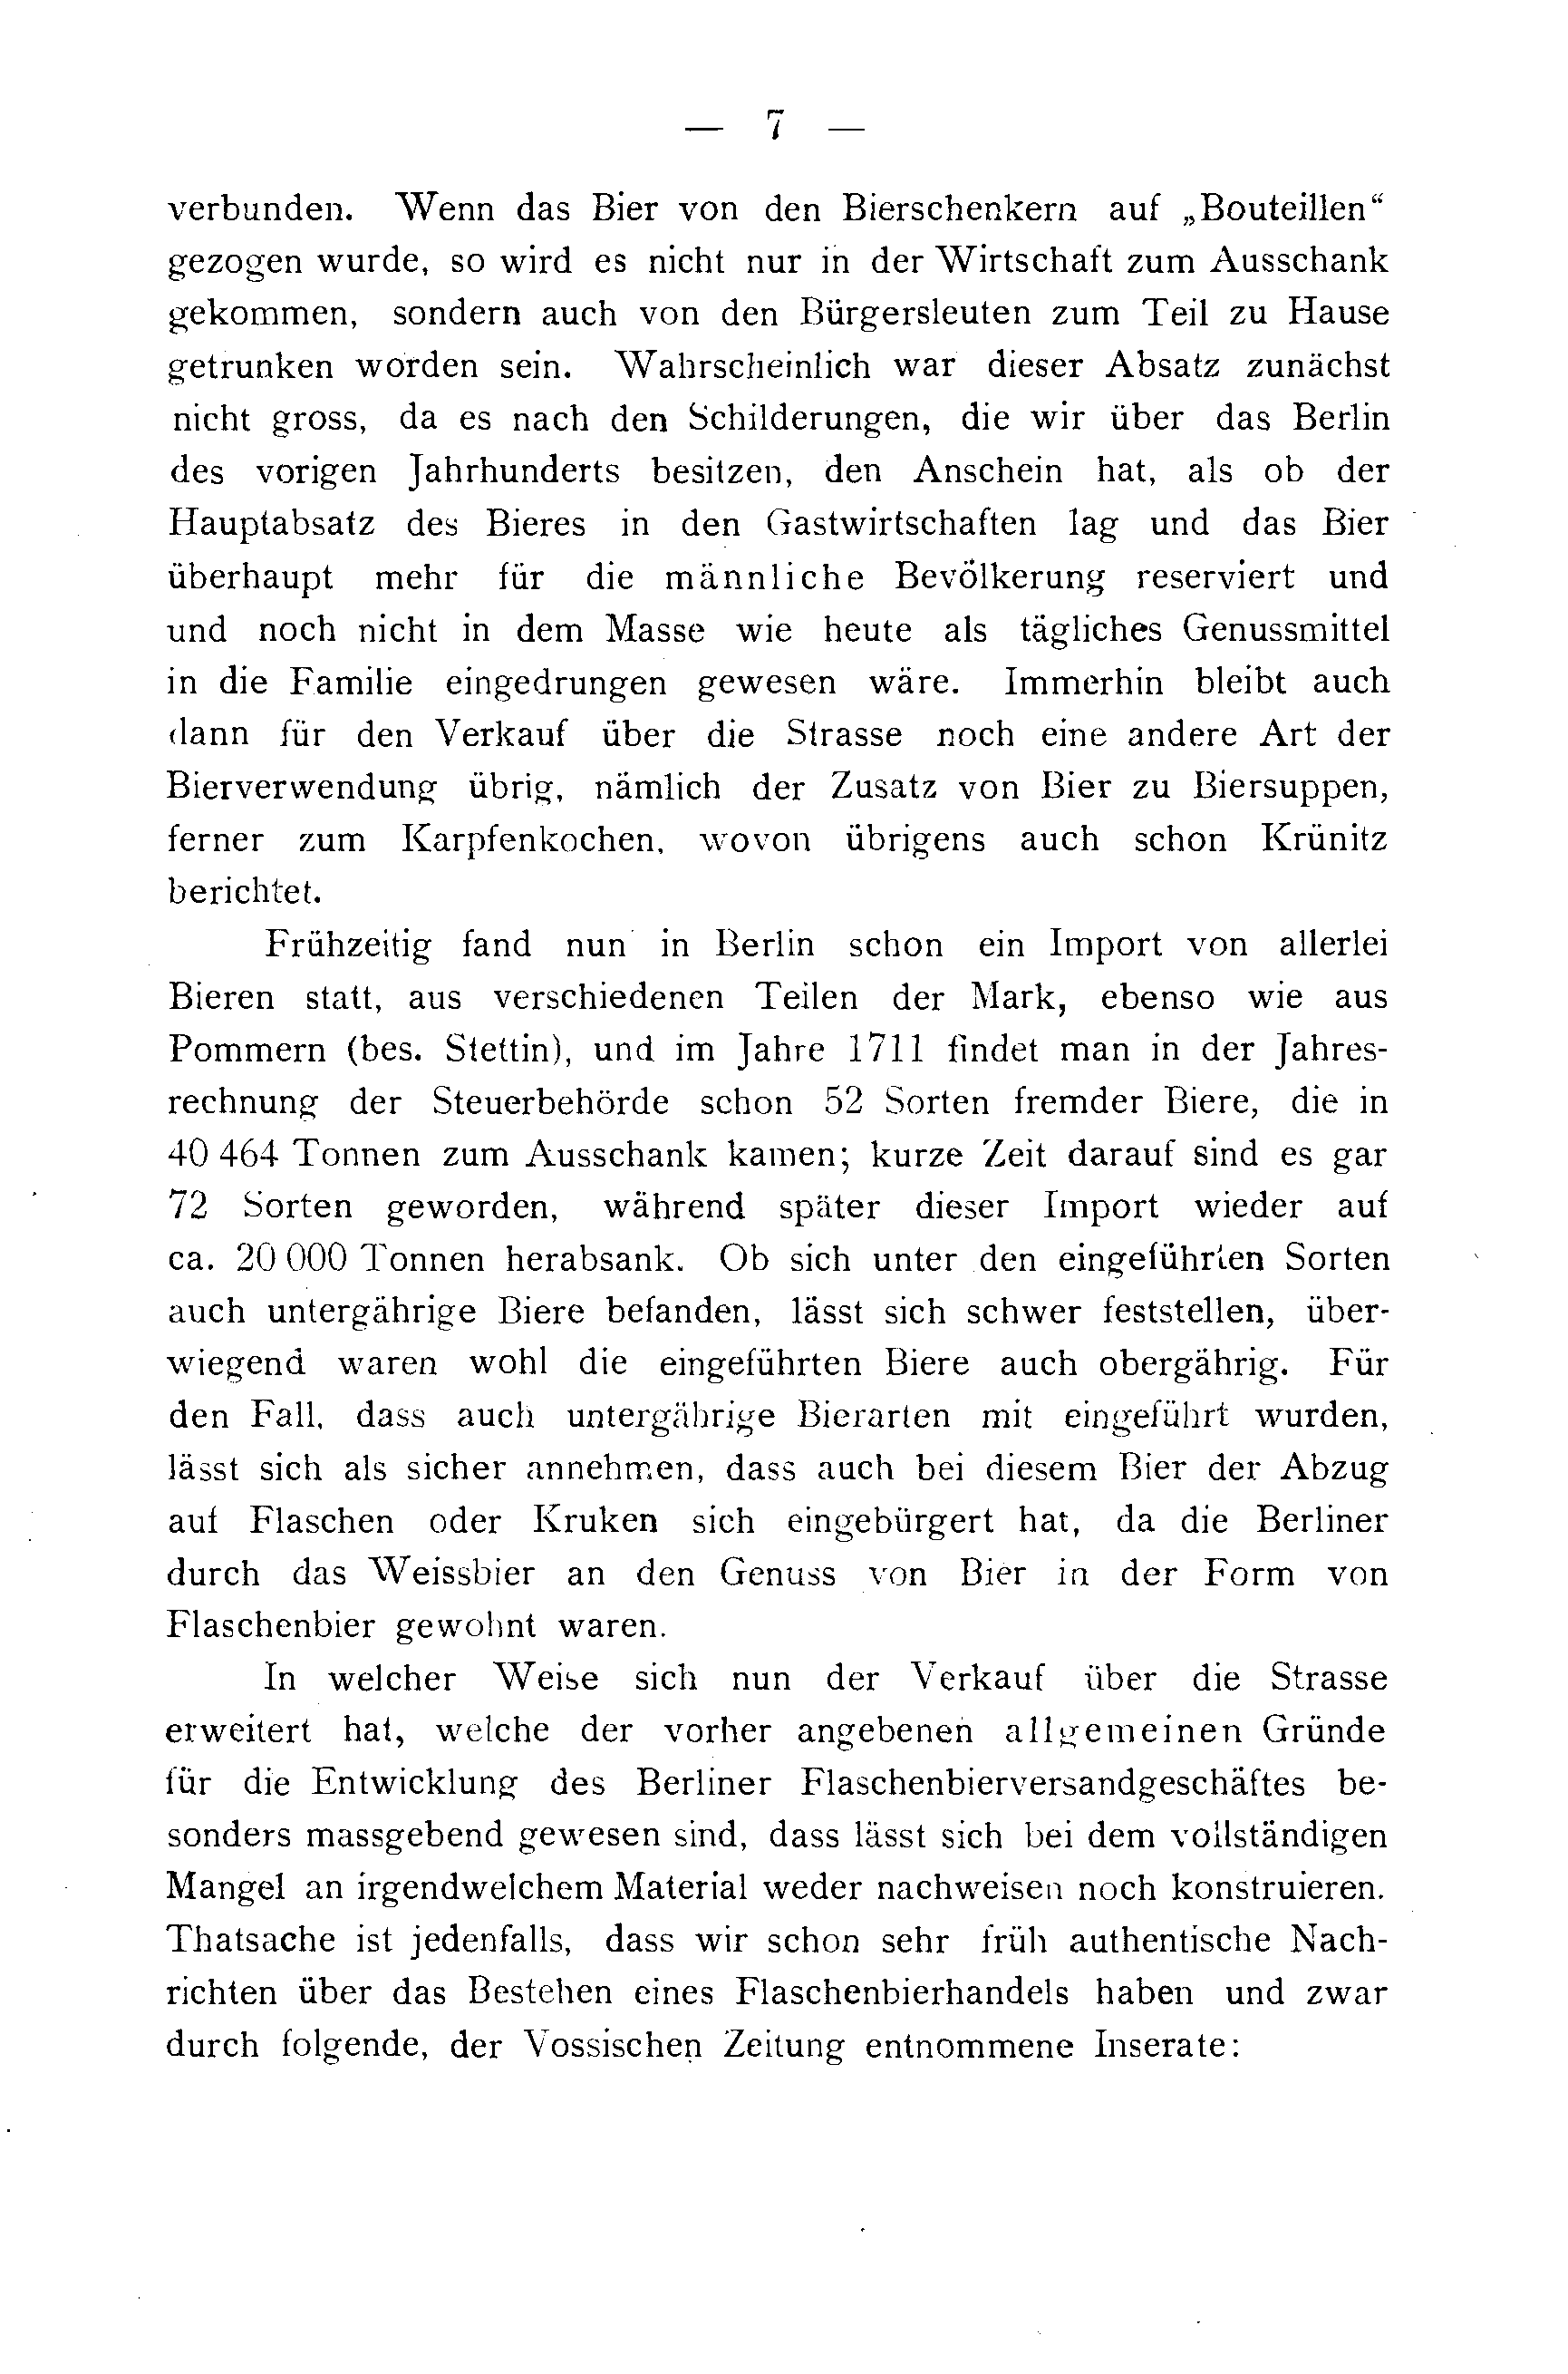 — 7 —
verbunden. Wenn das Bier von den Bierschenkern auf „Bouteillen“
gezogen wurde, so wird es nicht nur in der Wirtschaft zum Ausschank
gekommen, sondern auch von den Bürgersleuten zum Teil zu Hause
getrunken worden sein. Wahrscheinlich war dieser Absatz zunächst
nicht gross, da es nach den Schilderungen, die wir über das Berlin
des vorigen Jahrhunderts besitzen, den Anschein hat, als ob der
Hauptabsatz des Bieres in den Gastwirtschaften lag und das Bier
überhaupt mehr für die männliche Bevölkerung reserviert und
und noch nicht in dem Masse wie heute als tägliches Genussmittel
in die Familie eingedrungen gewesen wäre. Immerhin bleibt auch
dann für den Verkauf über die Strasse noch eine andere Art der
Bierverwendung übrig, nämlich der Zusatz von Bier zu Biersuppen,
ferner zum Karpfenkochen, wovon übrigens auch schon Krünitz
berichtet.
Frühzeitig fand nun in Berlin schon ein Import von allerlei
Bieren statt, aus verschiedenen Teilen der Mark, ebenso wie aus
Pommern (bes. Stettin), und im Jahre 1711 findet man in der Jahres-
rechnung der Steuerbehörde schon 52 Sorten fremder Biere, die in
40 464 Tonnen zum Ausschank kamen; kurze Zeit darauf sind es gar
72 Sorten geworden, während später dieser Import wieder auf
ca. 20 000 Tonnen herabsank. Ob sich unter den eingeführten Sorten
auch untergährige Biere befanden, lässt sich schwer feststellen, über-
wiegend waren wohl die eingeführten Biere auch obergährig. Für
den Fall, dass auch untergährige Bierarten mit eingeführt wurden,
lässt sich als sicher annehmen, dass auch bei diesem Bier der Abzug
auf Flaschen oder Kruken sich eingebürgert hat, da die Berliner
durch das Weissbier an den Genuss von Bier in der Form von
Flaschenbier gewohnt waren.
In welcher Weise sich nun der Verkauf über die Strasse
erweitert hat, welche der vorher angebenen allgemeinen Gründe
für die Entwicklung des Berliner Flaschenbierversandgeschäftes be-
sonders massgebend gewesen sind, dass lässt sich bei dem vollständigen
Mangel an irgendwelchem Material weder nachweisen noch konstruieren.
Thatsache ist jedenfalls, dass wir schon sehr früh authentische Nach-
richten über das Bestehen eines Flaschenbierhandels haben und zwar
durch folgende, der Vossischen Zeitung entnommene Inserate: